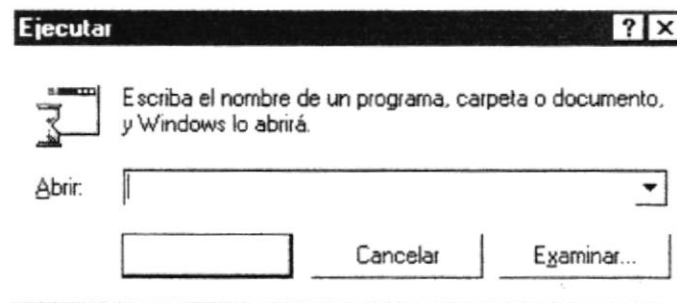 Ejecutar
Escriba el nombre de un programa, carpeta o documento,
y Windows lo abrirá.
Abrir:
Cancelar
Examinar...